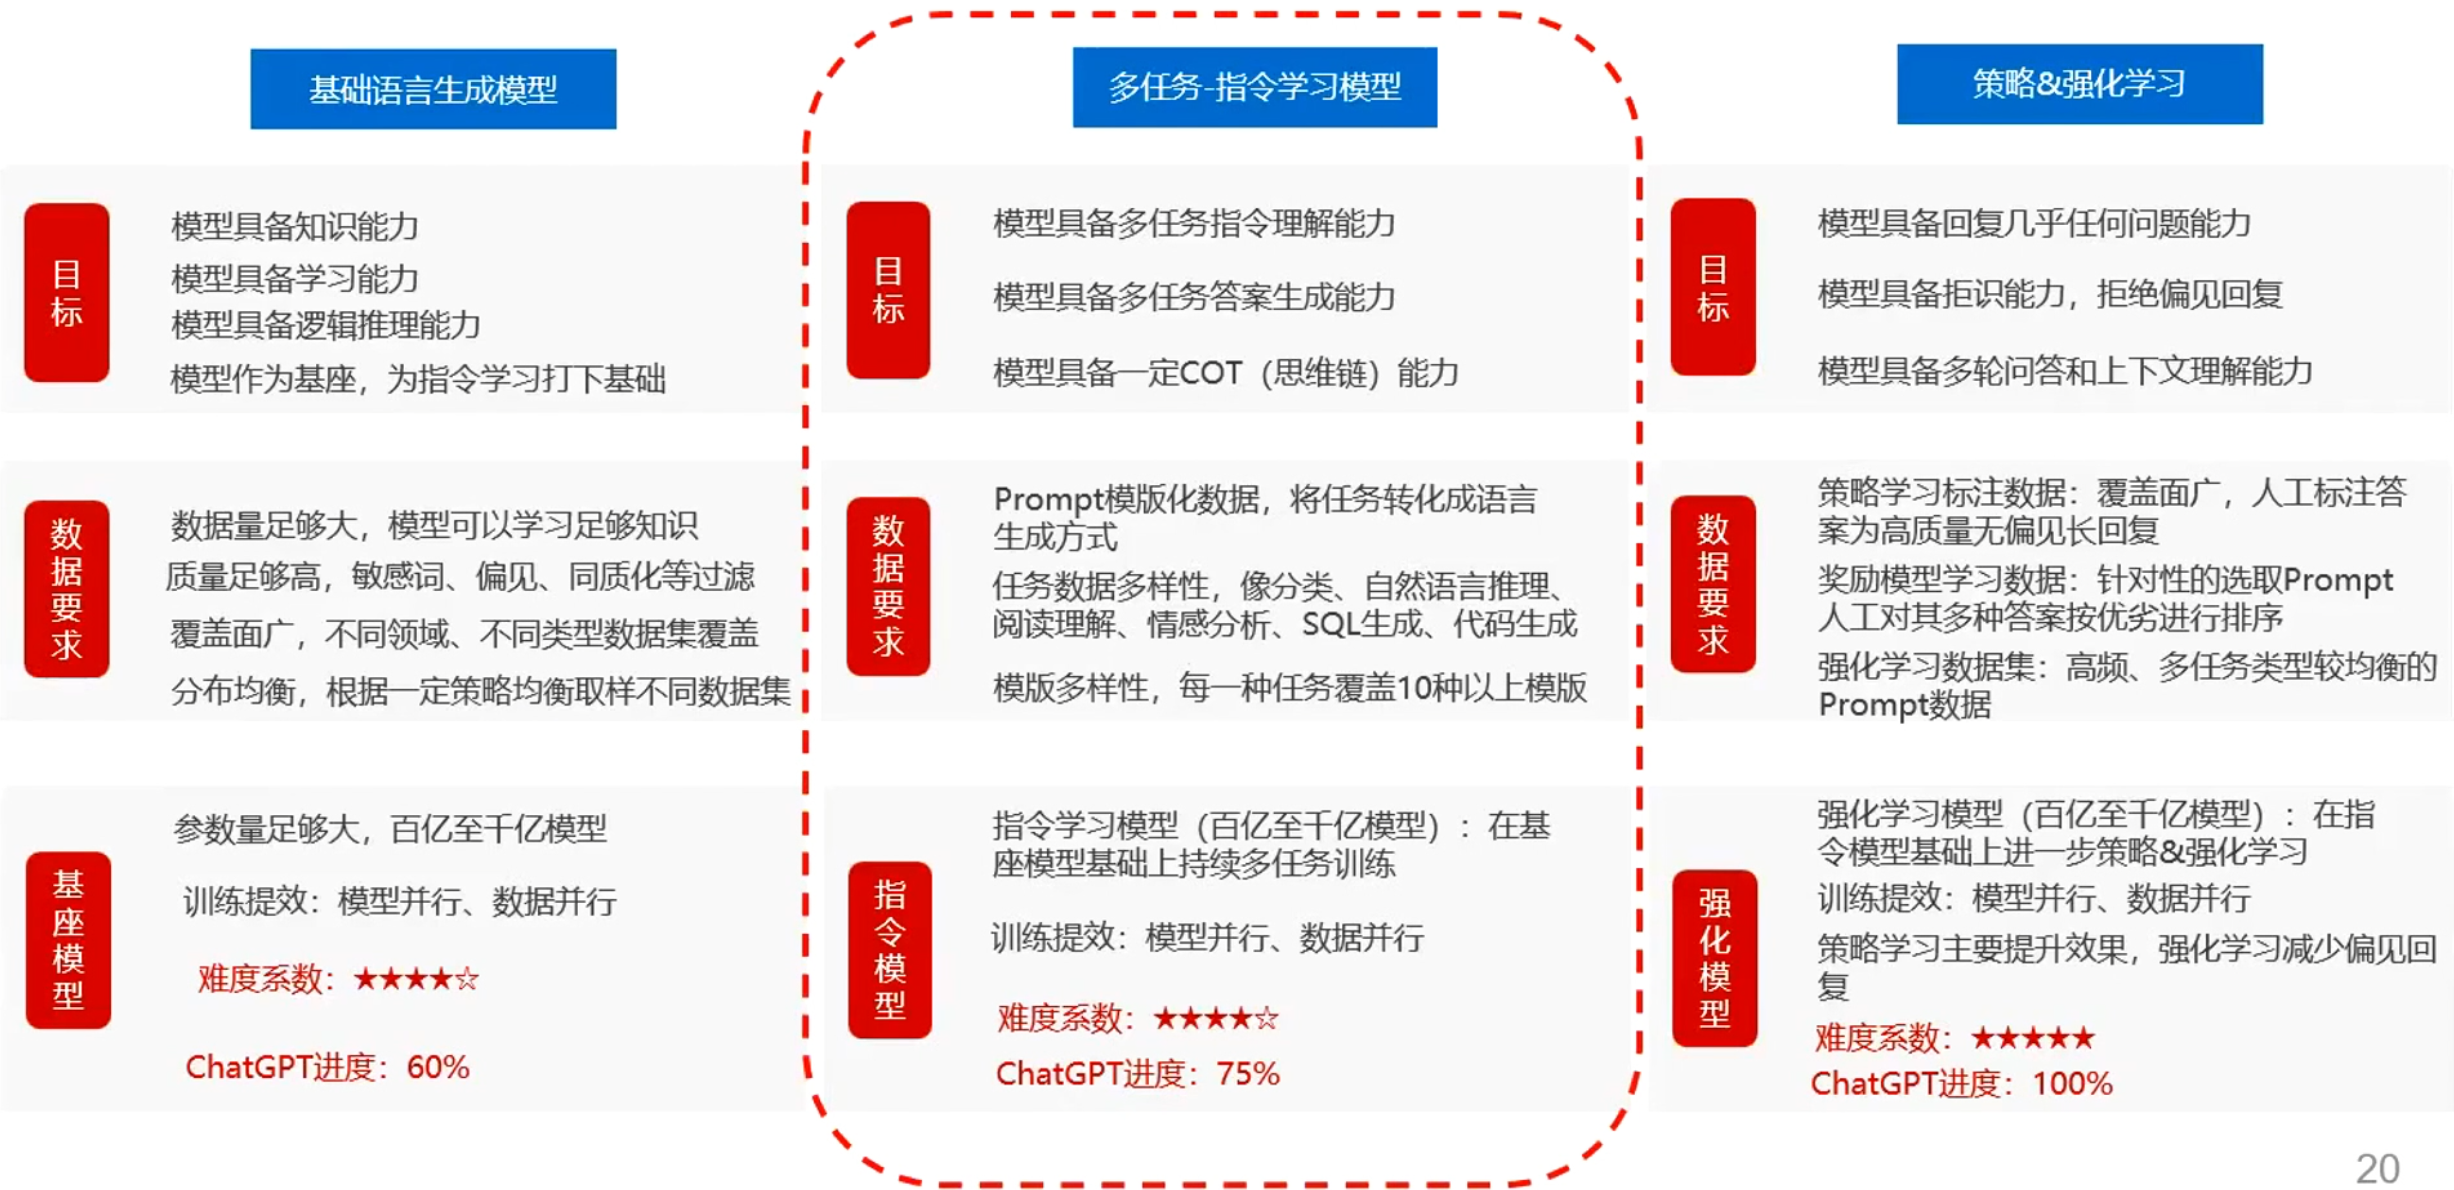 基础语言生成模型
目标
模型具备知识能力
模型具备学习能力
模型具备逻辑推理能力
模型作为基座，为指令学习打下基础
数据要求
数据量足够大，模型可以学习足够知识
质量足够高，敏感词、偏见、同质化等过滤
覆盖面广，不同领域、不同类型数据集覆盖
分布均衡，根据一定策略均衡取样不同数据集
基座模型
参数量足够大，百亿至千亿模型
训练提效：模型并行、数据并行
难度系数：★★★★☆
ChatGPT进度：60%
多任务-指令学习模型
目标
模型具备多任务指令理解能力
模型具备多任务答案生成能力
模型具备一定COT（思维链）能力
数据要求
Prompt模版化数据，将任务转化成语言
生成方式
任务数据多样性，像分类、自然语言推理、
阅读理解、情感分析、SQL生成、代码生成
模版多样性，每一种任务覆盖10种以上模版
指令模型
指令学习模型（百亿至千亿模型）：在基
座模型基础上持续多任务训练
训练提效：模型并行、数据并行
难度系数：★★★★☆
ChatGPT进度：75%
策略&强化学习
目标
模型具备回复几乎任何问题能力
模型具备拒识能力，拒绝偏见回复
模型具备多轮问答和上下文理解能力
数据要求
策略学习标注数据：覆盖面广，人工标注答
案为高质量无偏见长回复
奖励模型学习数据：针对性的选取Prompt
人工对其多种答案按优劣进行排序
强化学习数据集：高频、多任务类型较均衡的
Prompt数据
强化模型
强化学习模型（百亿至千亿模型）：在指
令模型基础上进一步策略&强化学习
训练提效：模型并行、数据并行
策略学习主要提升效果，强化学习减少偏见回
复
难度系数：★★★★★
ChatGPT进度：100%
20